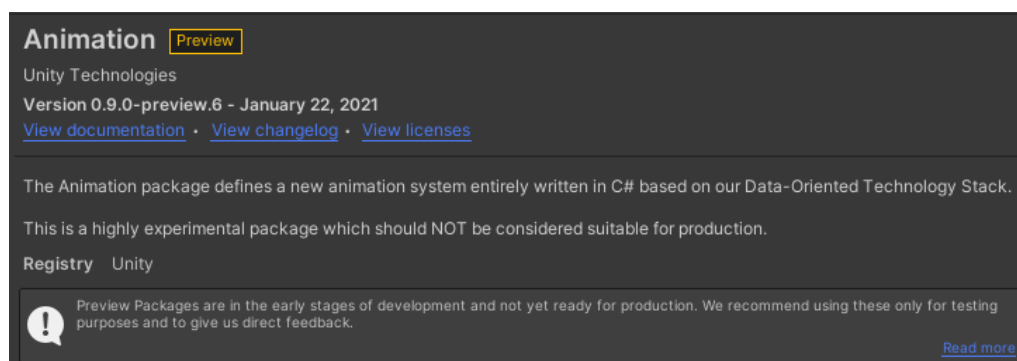 Animation Preview
Unity Technologies
Version 0.9.0-preview.6 - January 22, 2021
View documentation • View changelog • View licenses
The Animation package defines a new animation system entirely written in C# based on our Data-Oriented Technology Stack.
This is a highly experimental package which should NOT be considered suitable for production.
Registry Unity
Preview Packages are in the early stages of development and not yet ready for production. We recommend using these only for testing
purposes and to give us direct feedback.
Read more